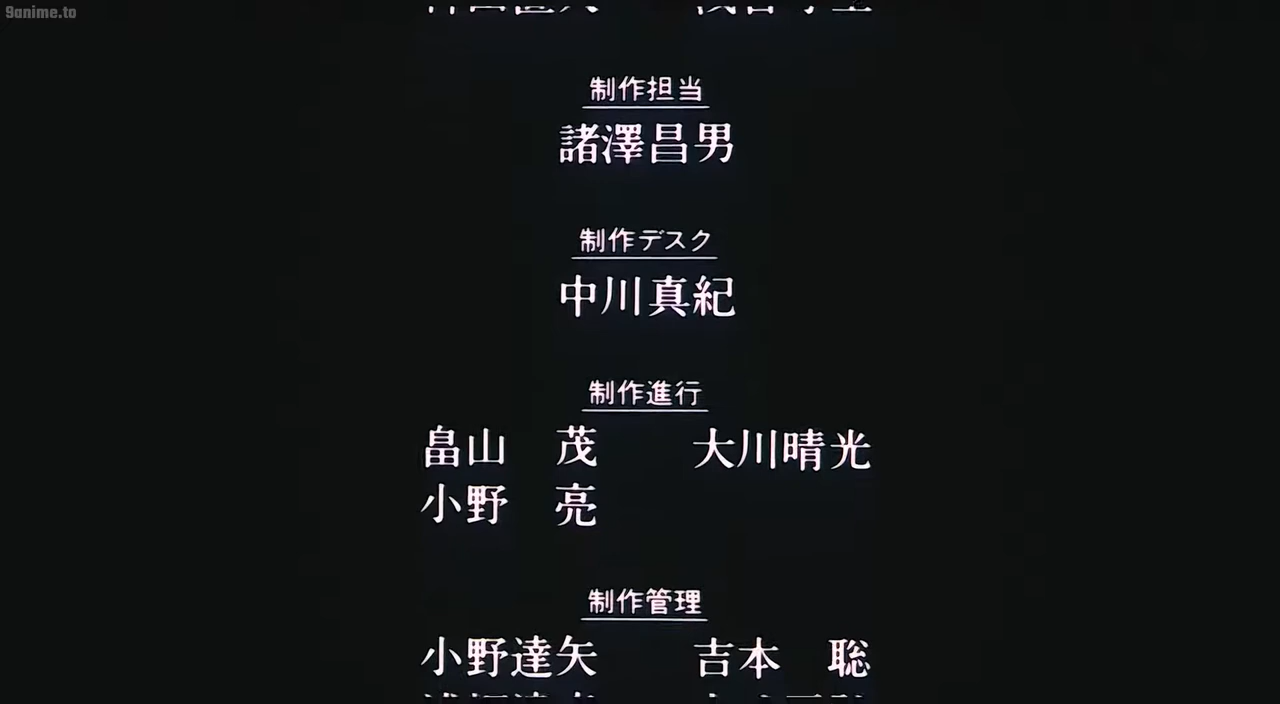 9anime.to
制作担当
諸澤昌男
制作デスク
中川真紀
制作進行
畠山　茂　　大川晴光
小野　亮
制作管理
小野達矢　　吉本　聡